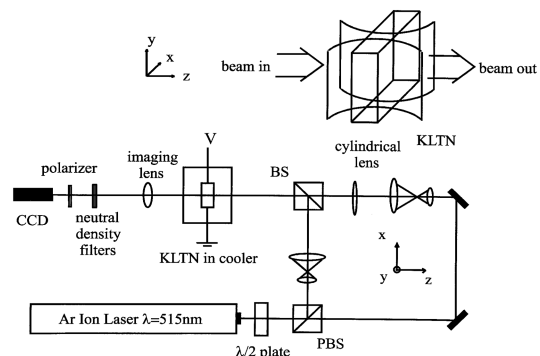 y
x
z
beam in
beam out
KLTN
V
imaging
lens
polarizer
BS
cylindrical
lens
CCD
neutral
density
filters
KLTN in cooler
x
y
z
Ar Ion Laser λ=515nm
PBS
λ/2 plate